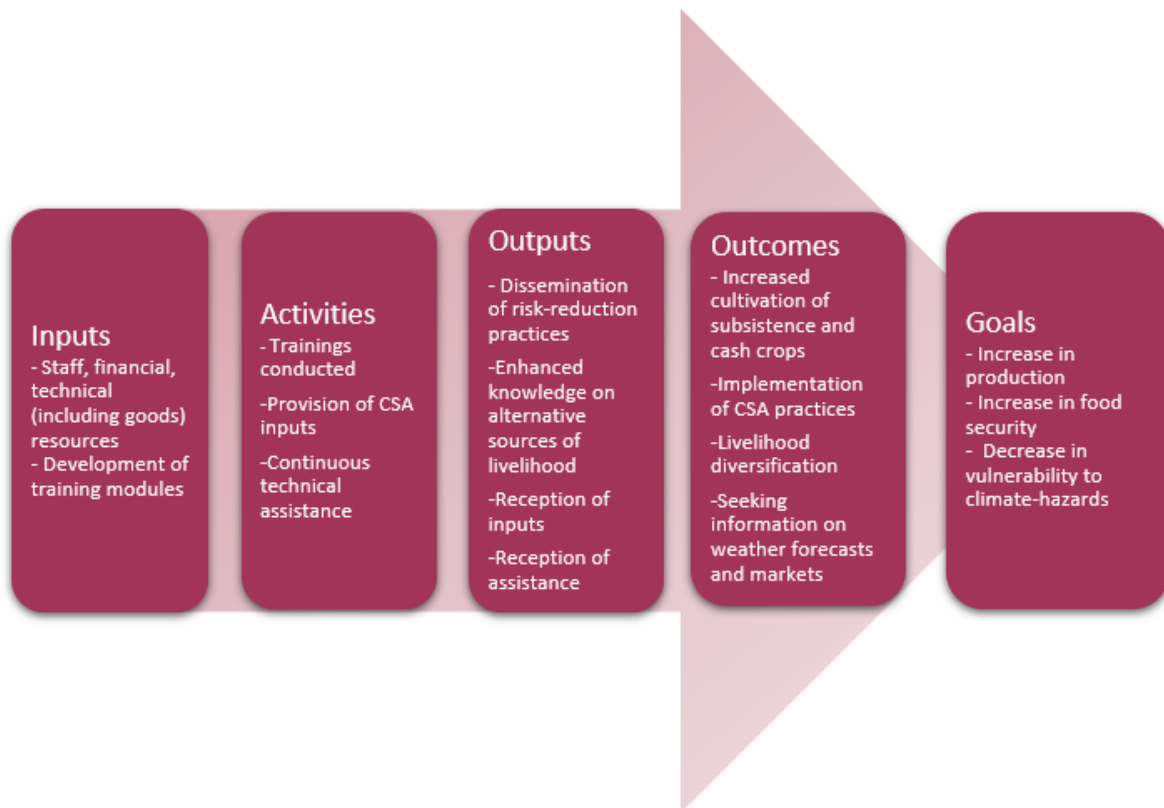 Inputs
- Staff, financial,
technical
(including goods)
resources
- Development of
training modules
Activities
- Trainings
conducted
-Provision of CSA
inputs
-Continuous
technical
assistance
Outputs
- Dissemination
of risk-reduction
practices
-Enhanced
knowledge on
alternative
sources of
livelihood
-Reception of
inputs
-Reception of
assistance
Outcomes
- Increased
cultivation of
subsistence and
cash crops
-Implementation
of CSA practices
-Livelihood
diversification
-Seeking
information on
weather forecasts
and markets
Goals
- Increase in
production
- Increase in food
security
- Decrease in
vulnerability to
climate-hazards